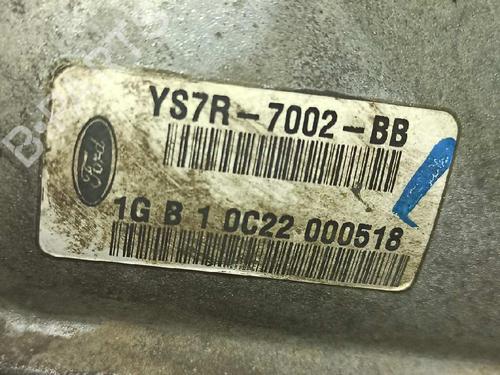 B-PARTS
YS7R-7002-BB
Ford
1G B 1 0C22 000518